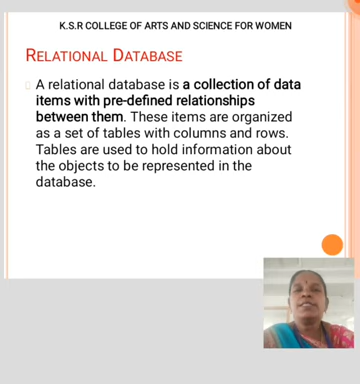 K.S.R COLLEGE OF ARTS AND SCIENCE FOR WOMEN
RELATIONAL DATABASE
A relational database is a collection of data
items with pre-defined relationships
between them. These items are organized
as a set of tables with columns and rows.
Tables are used to hold information about
the objects to be represented in the
database.